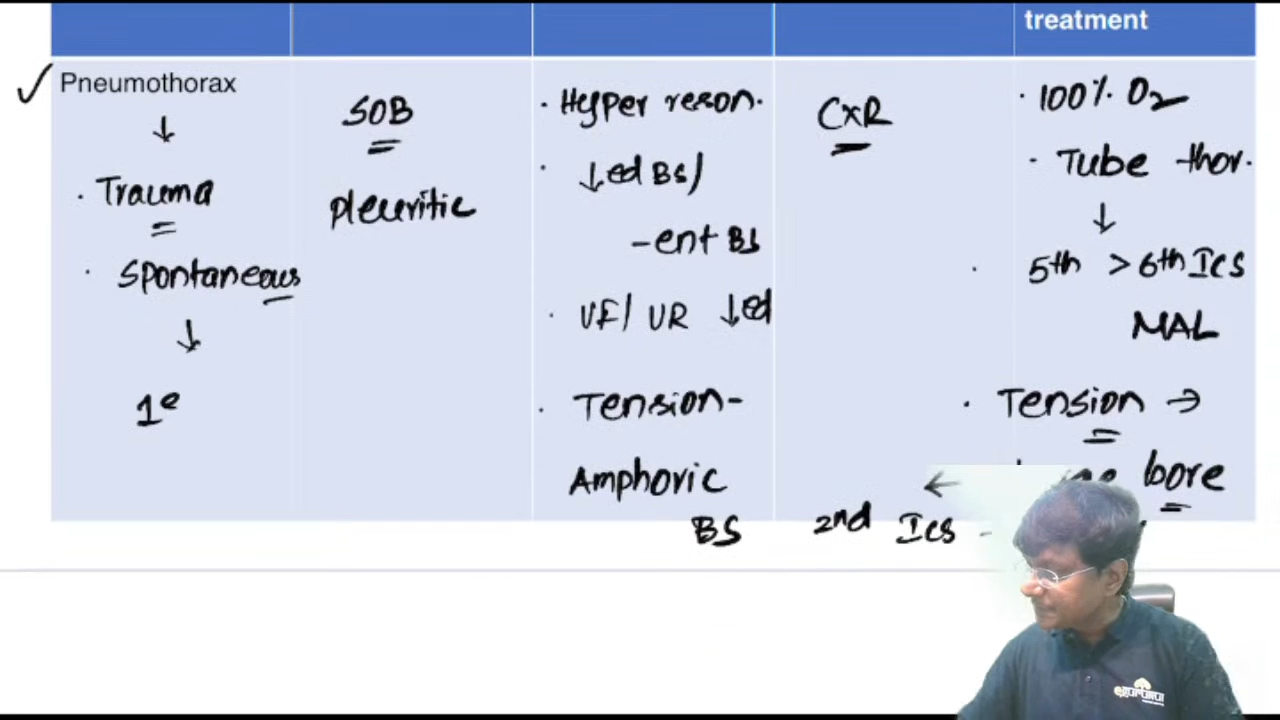 treatment
✓ Pneumothorax
↓
· Trauma
· Spontaneous
↓
1e
SOB
pleuritic
· Hyper reson.
· ↓ed BS/
-ent BS
· VF/ VR ↓ed
· Tension-
Amphoric
BS
CXR
· 100% O2
· Tube thor.
↓
· 5th > 6th ICS
MAL
· Tension →
bore
← 
2nd ICS -